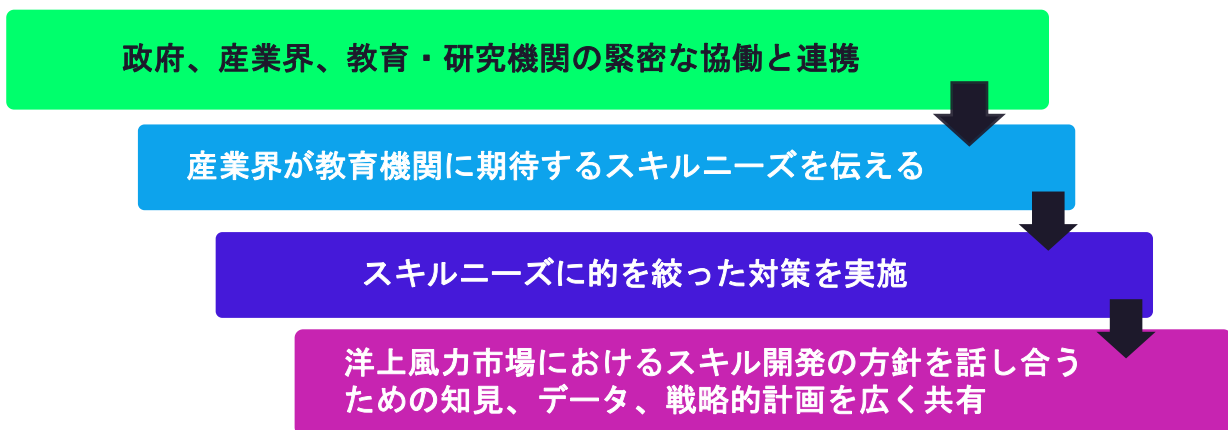 政府、産業界、教育・研究機関の緊密な協働と連携
産業界が教育機関に期待するスキルニーズを伝える
スキルニーズに的を絞った対策を実施
洋上風力市場におけるスキル開発の方針を話し合う
ための知見、データ、戦略的計画を広く共有